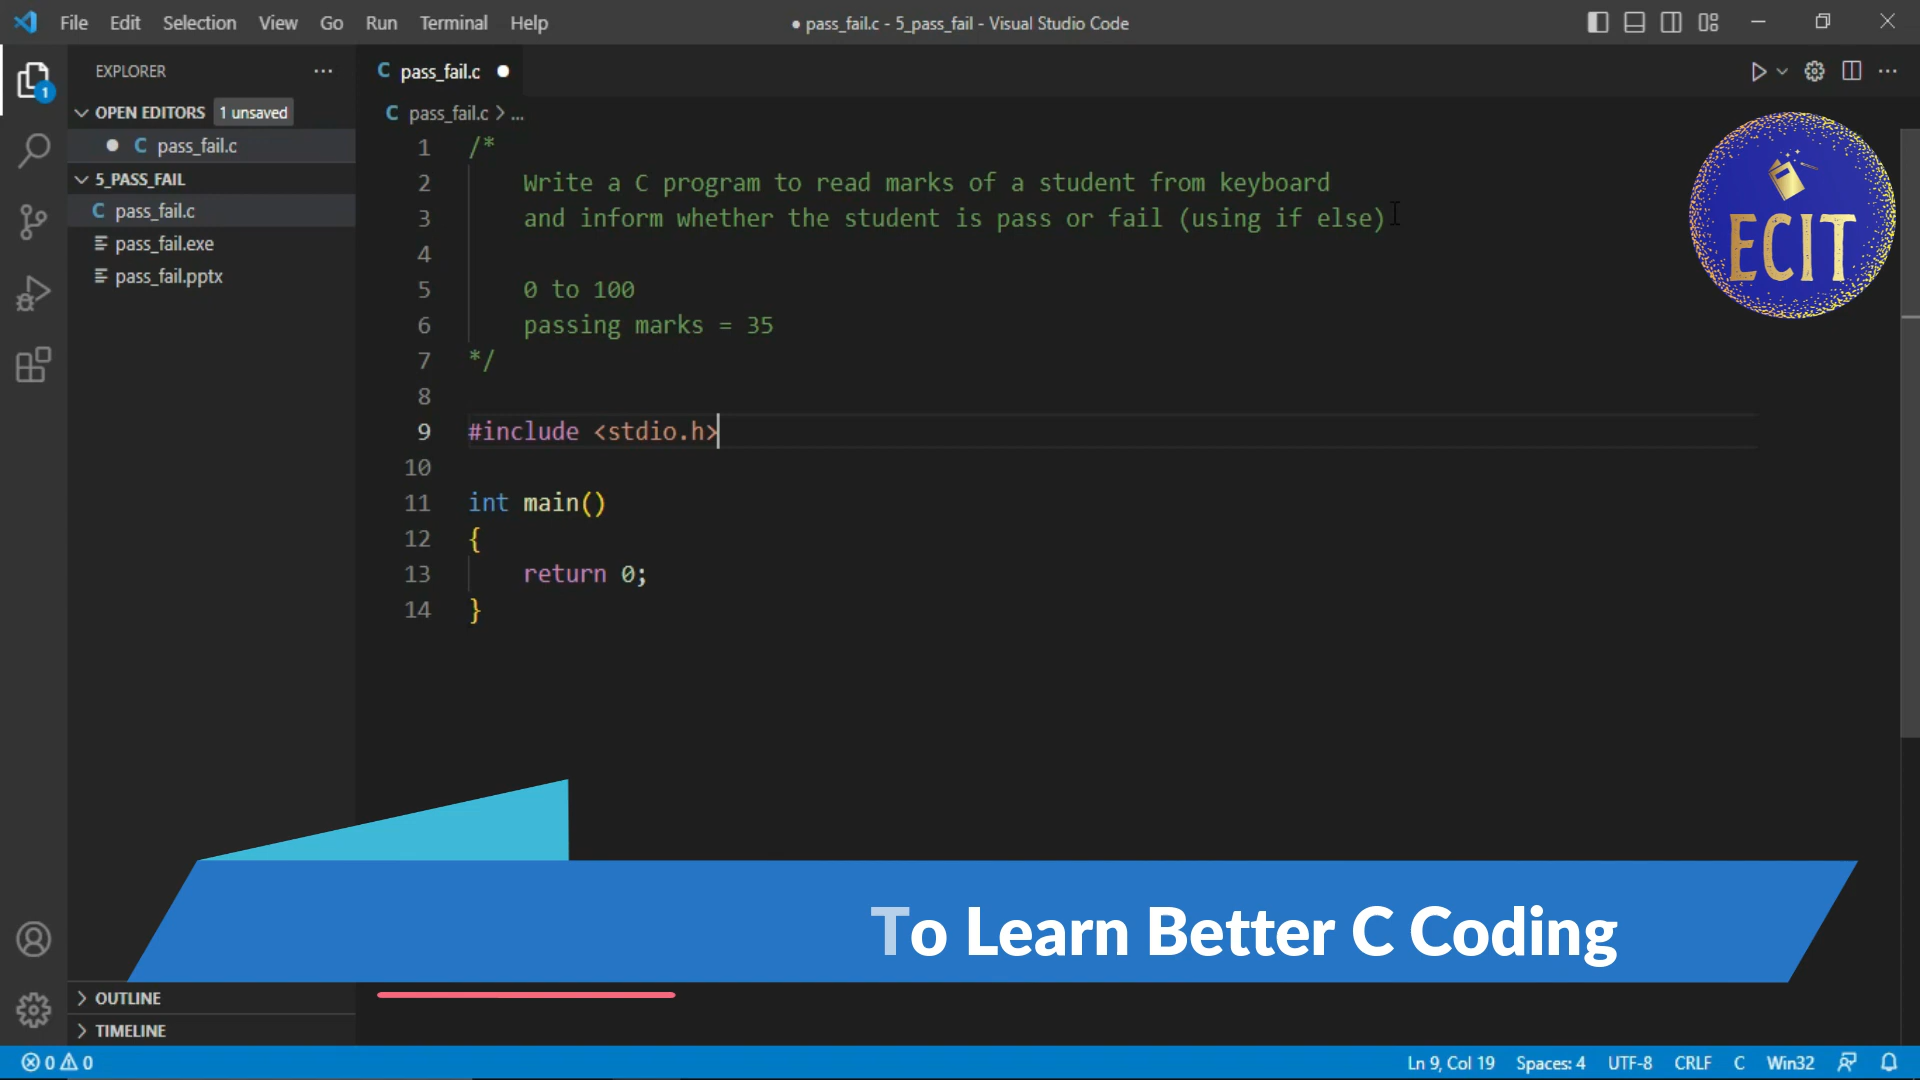 File Edit Selection View Go Run Terminal Help
● pass_fail.c - 5_pass_fail - Visual Studio Code
EXPLORER
OPEN EDITORS 1 unsaved
pass_fail.c
5_PASS_FAIL
pass_fail.c
pass_fail.exe
pass_fail.pptx
OUTLINE
TIMELINE
1
C pass_fail.c
C pass_fail.c > ...
1 /*
2 Write a C program to read marks of a student from keyboard
3 and inform whether the student is pass or fail (using if else)
4
5 0 to 100
6 passing marks = 35
7 */
8
9 #include <stdio.h>
10
11 int main()
12 {
13 return 0;
14 }
ECIT
To Learn Better C Coding
0 0
Ln 9, Col 19 Spaces: 4 UTF-8 CRLF C Win32